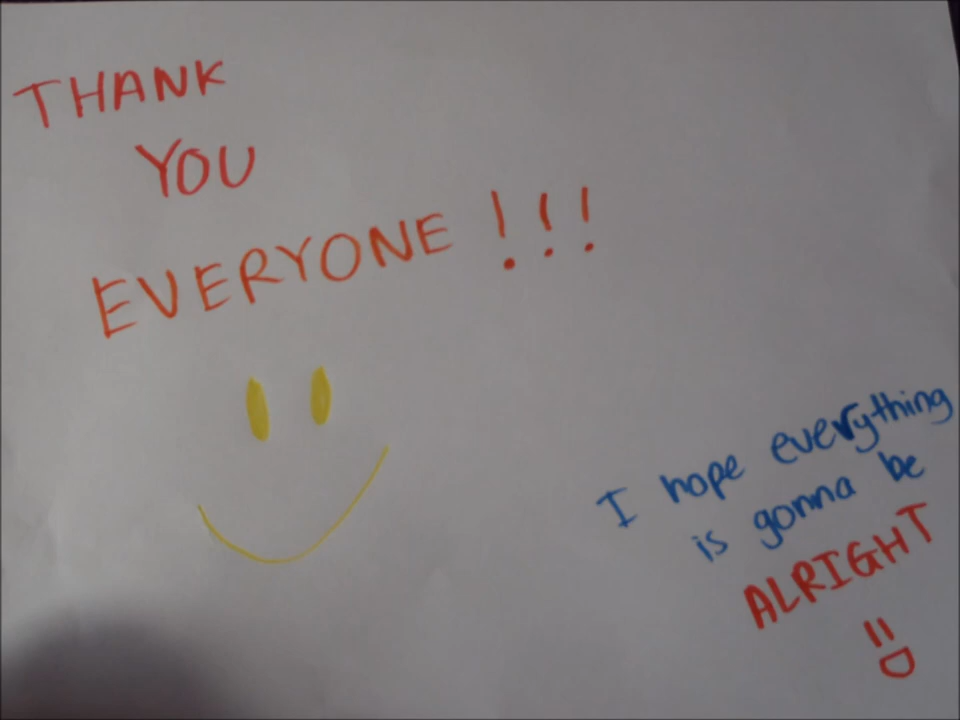 THANK
YOU
EVERYONE !!!
I hope everything
is gonna be
ALRIGHT
=D